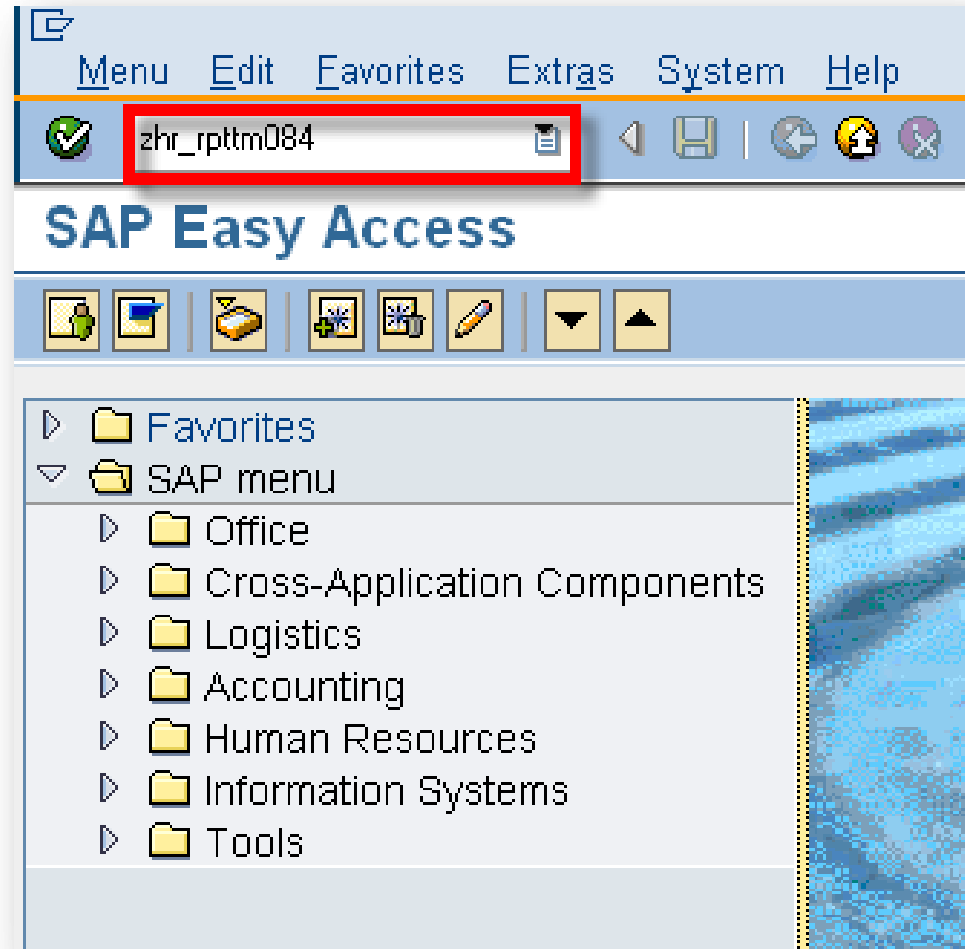 Menu Edit Favorites Extras System Help
zhr_rpttm084
SAP Easy Access
Favorites
SAP menu
Office
Cross-Application Components
Logistics
Accounting
Human Resources
Information Systems
Tools